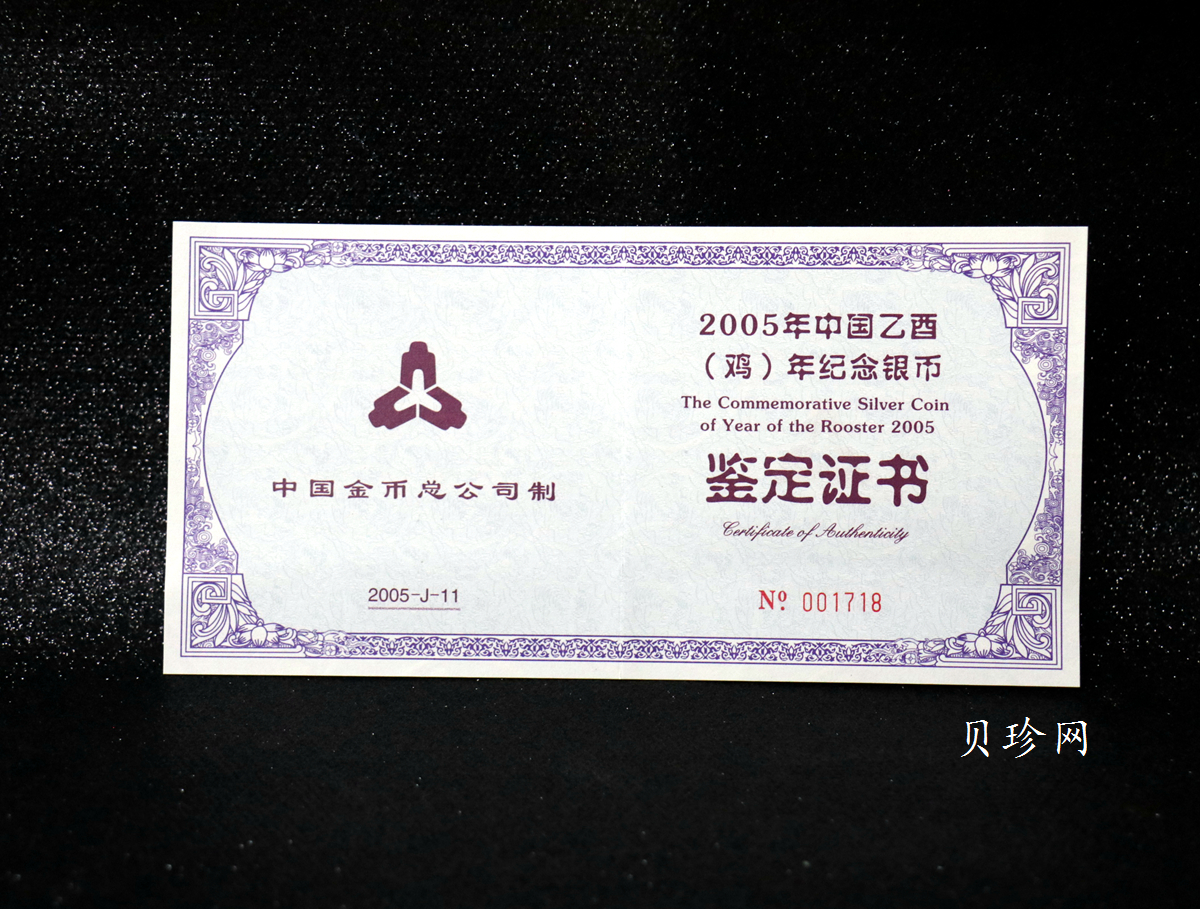 中国金币总公司制
2005-J-11
2005年中国乙酉
（鸡）年纪念银币
The Commemorative Silver Coin
of Year of the Rooster 2005
鉴定证书
Certificate of Authenticity
Nº 001718
贝珍网